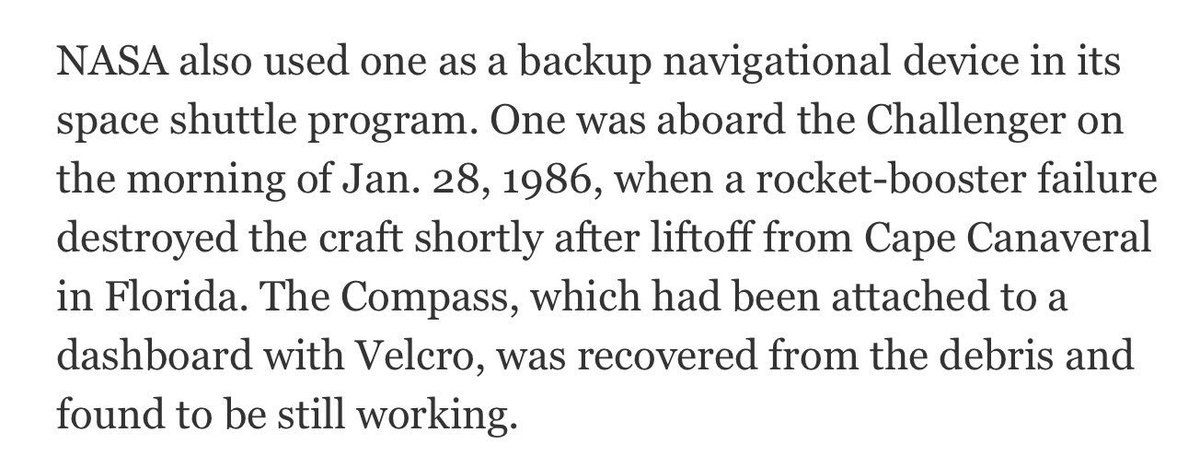 NASA also used one as a backup navigational device in its
space shuttle program. One was aboard the Challenger on
the morning of Jan. 28, 1986, when a rocket-booster failure
destroyed the craft shortly after liftoff from Cape Canaveral
in Florida. The Compass, which had been attached to a
dashboard with Velcro, was recovered from the debris and
found to be still working.